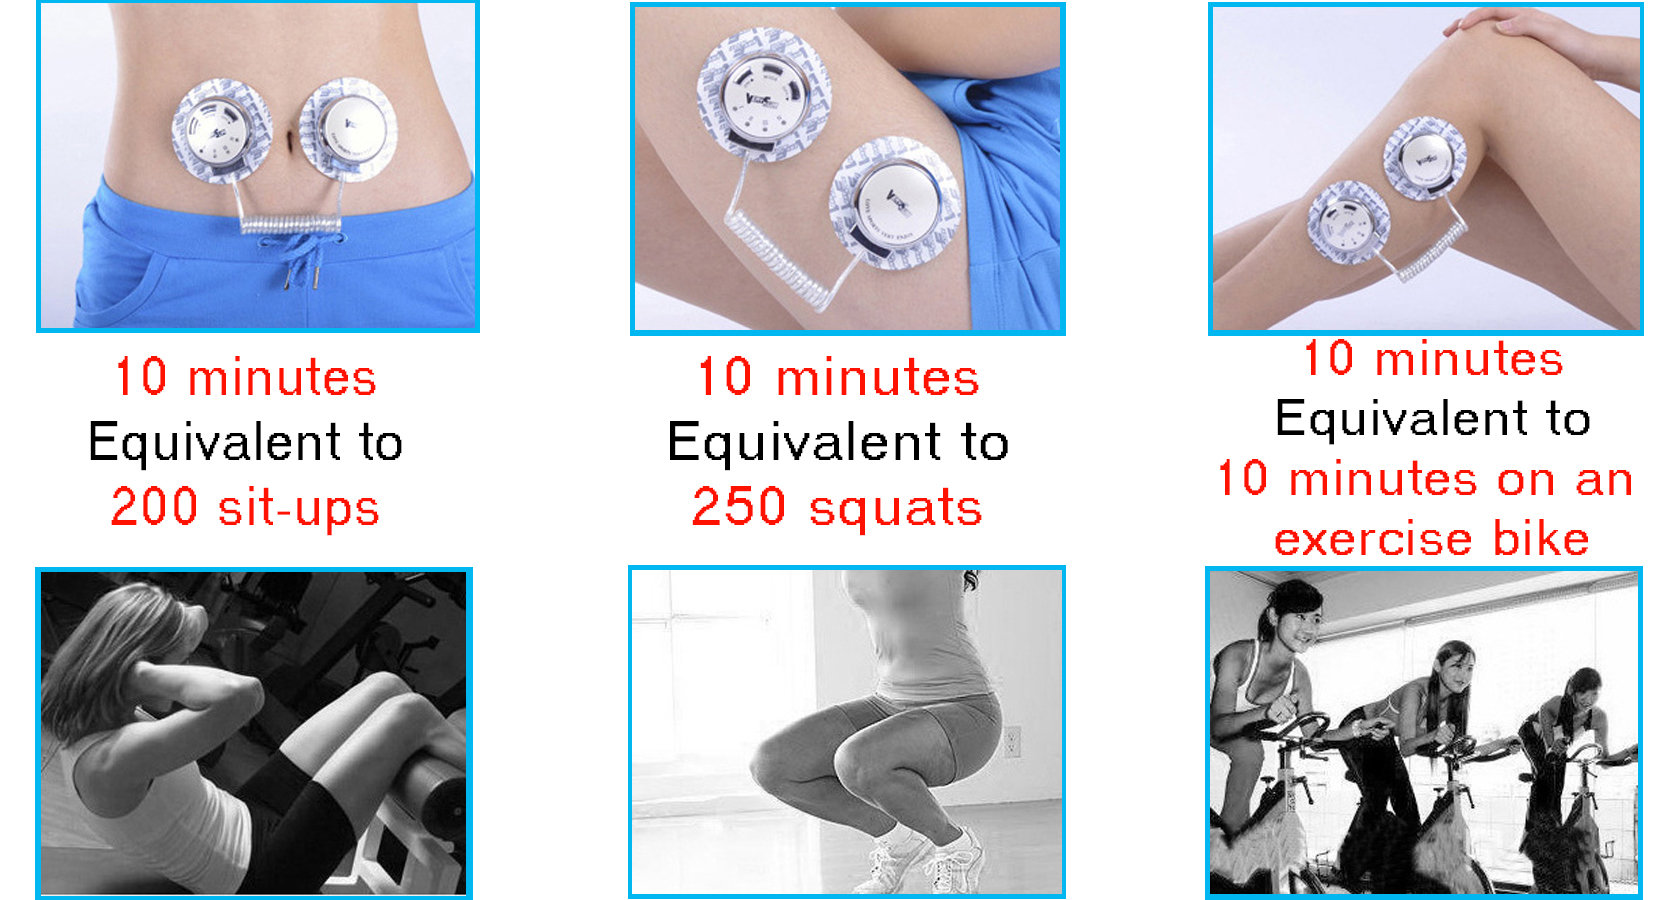 10 minutes
Equivalent to
200 sit-ups
10 minutes
Equivalent to
250 squats
10 minutes
Equivalent to
10 minutes on an
exercise bike